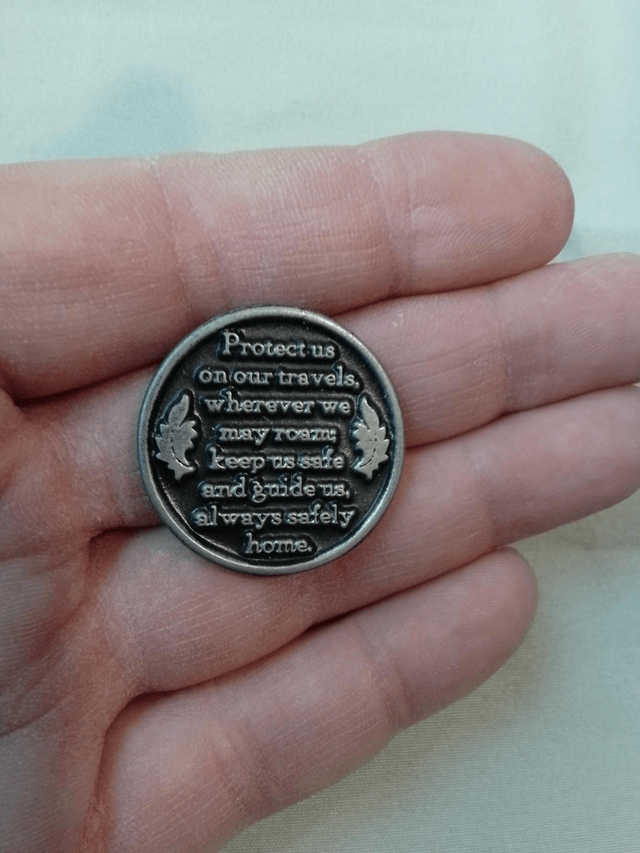 Protect us
on our travels,
wherever we
may roam;
keep us safe
and guide us,
always safely
home.